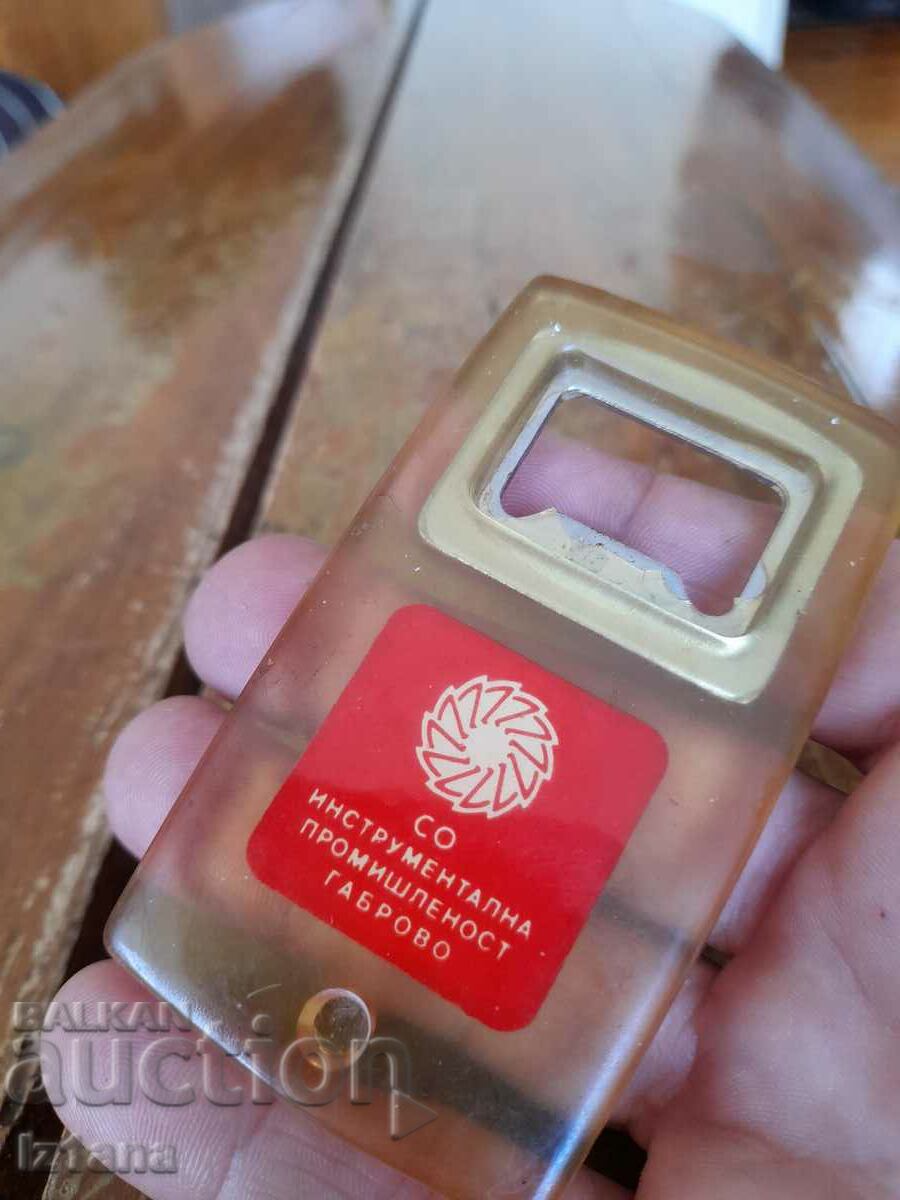 СО
ИНСТРУМЕНТАЛНА
ПРОМИШЛЕНОСТ
ГАБРОВО
BALKAN
auction
Iztana